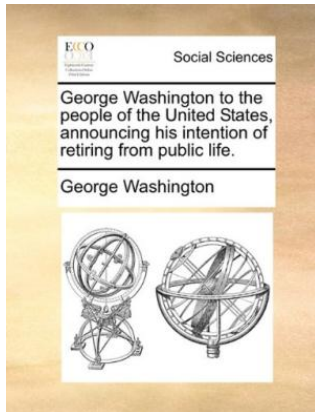 ECCO
Social Sciences
George Washington to the
people of the United States,
announcing his intention of
retiring from public life.
George Washington